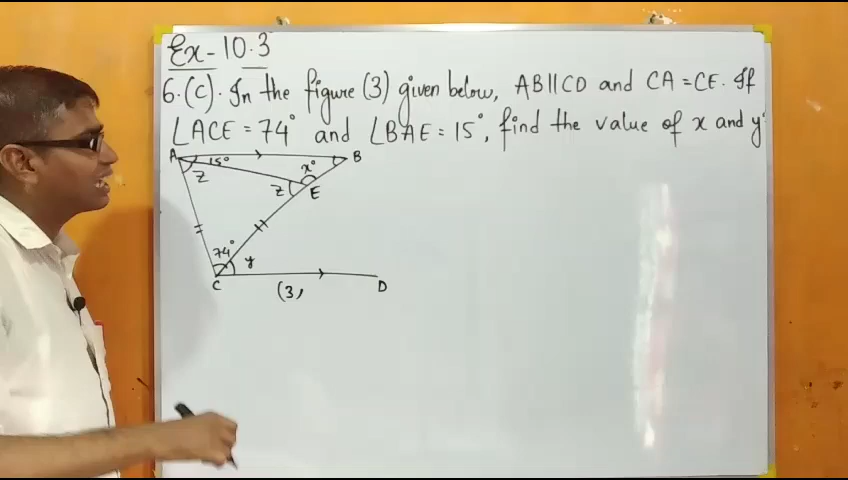 Ex-10.3
6.(C). In the figure (3) given below, AB||CD and CA=CE. If
∠ACE=74° and ∠BAE=15°, find the value of x and y°
A 15° B
z x°
z E
74° y
C D
(3,